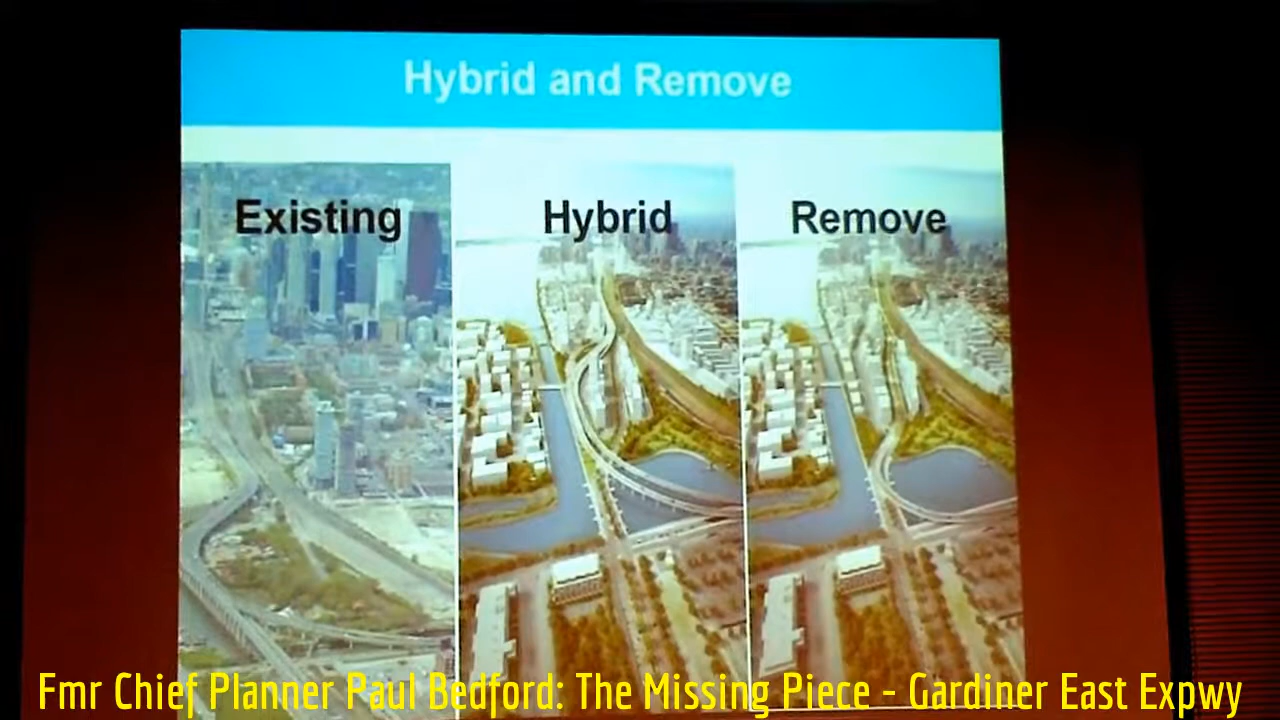 Hybrid and Remove
Existing
Hybrid
Remove
Fmr Chief Planner Paul Bedford: The Missing Piece - Gardiner East Expwy